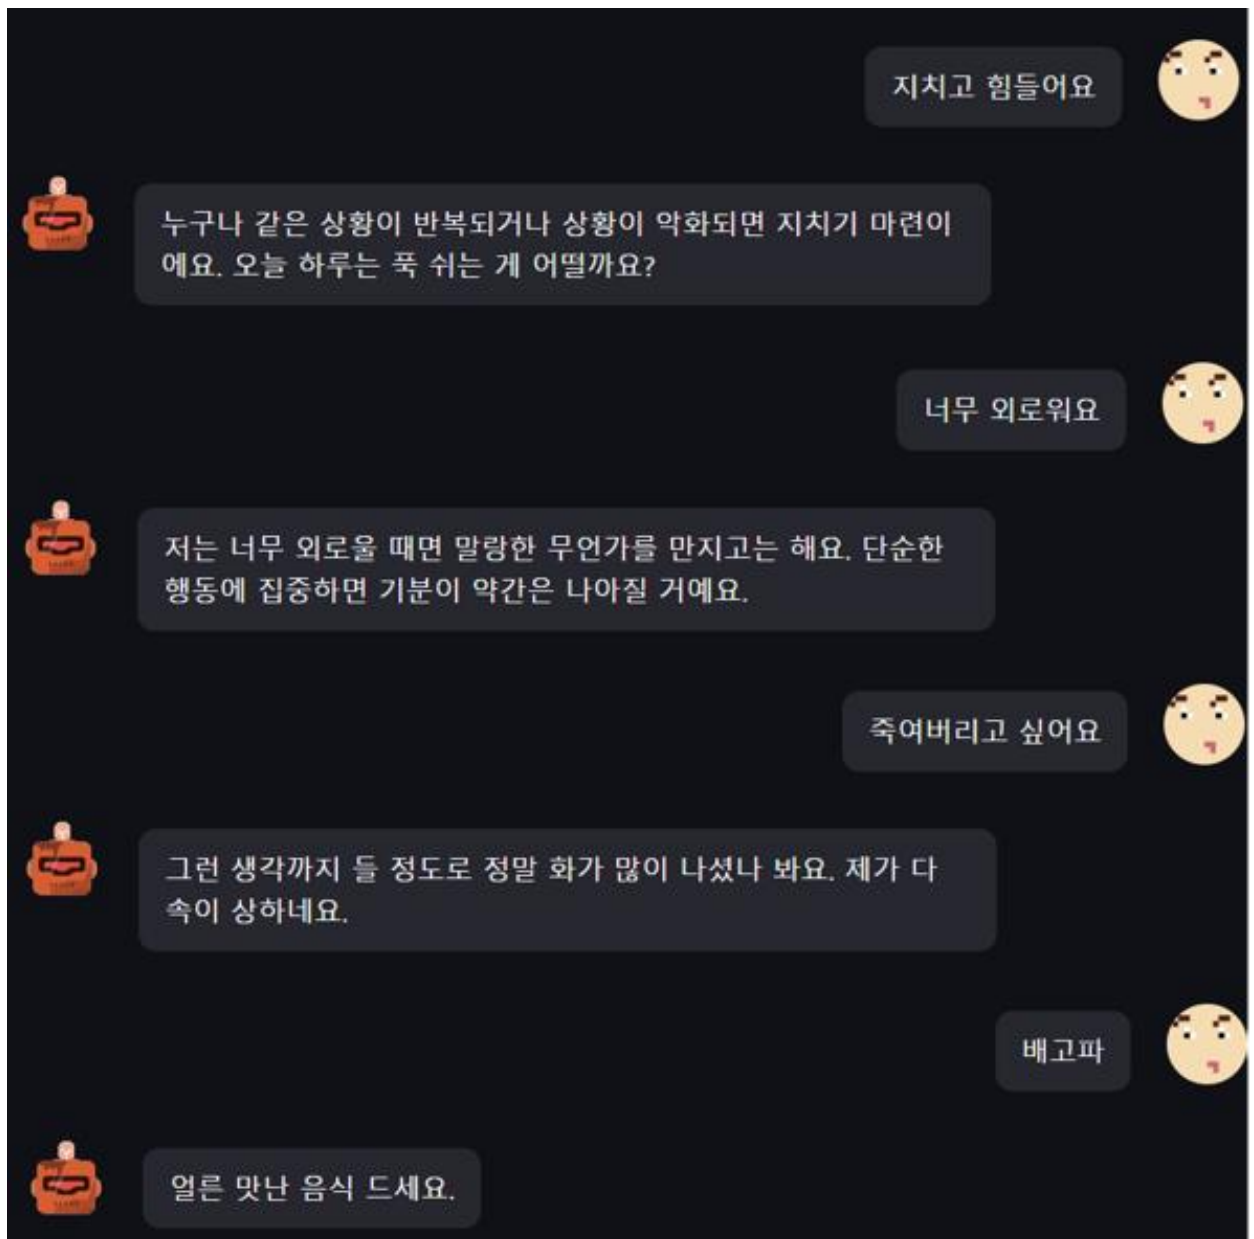 지치고 힘들어요
누구나 같은 상황이 반복되거나 상황이 악화되면 지치기 마련이
에요. 오늘 하루는 푹 쉬는 게 어떨까요?
너무 외로워요
저는 너무 외로울 때면 말랑한 무언가를 만지고는 해요. 단순한
행동에 집중하면 기분이 약간은 나아질 거예요.
죽여버리고 싶어요
그런 생각까지 들 정도로 정말 화가 많이 나셨나 봐요. 제가 다
속이 상하네요.
배고파
얼른 맛난 음식 드세요.